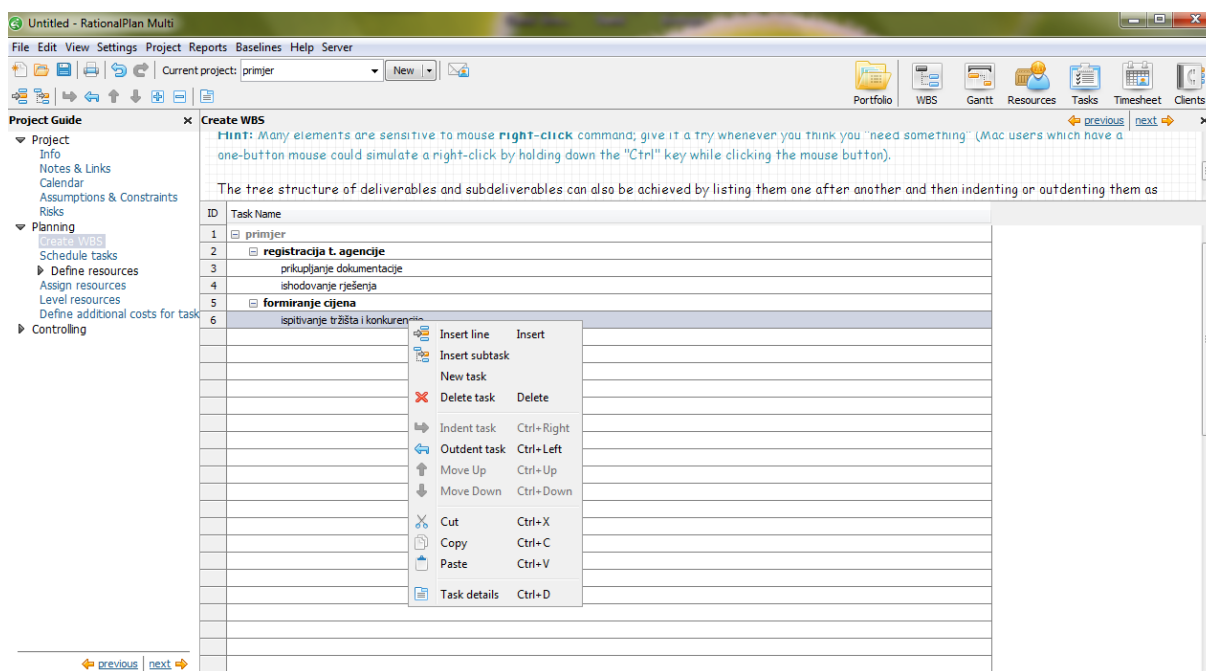 Untitled - RationalPlan Multi
File Edit View Settings Project Reports Baselines Help Server
Current project: primjer New
Portfolio WBS Gantt Resources Tasks Timesheet Clients
Project Guide
Create WBS
previous next
Project
Info
Notes & Links
Calendar
Assumptions & Constraints
Risks
Planning
Create WBS
Schedule tasks
Define resources
Assign resources
Level resources
Define additional costs for task
Controlling
previous next
Hint: Many elements are sensitive to mouse right-click command; give it a try whenever you think you "need something" (Mac users which have a
one-button mouse could simulate a right-click by holding down the "Ctrl" key while clicking the mouse button).
The tree structure of deliverables and subdeliverables can also be achieved by listing them one after another and then indenting or outdenting them as
ID Task Name
1 primjer
2 registracija t. agencije
3 prikupljanje dokumentacije
4 ishodovanje rješenja
5 formiranje cijena
6 ispitivanje tržišta i konkurencije
Insert line Insert
Insert subtask
New task
Delete task Delete
Indent task Ctrl+Right
Outdent task Ctrl+Left
Move Up Ctrl+Up
Move Down Ctrl+Down
Cut Ctrl+X
Copy Ctrl+C
Paste Ctrl+V
Task details Ctrl+D